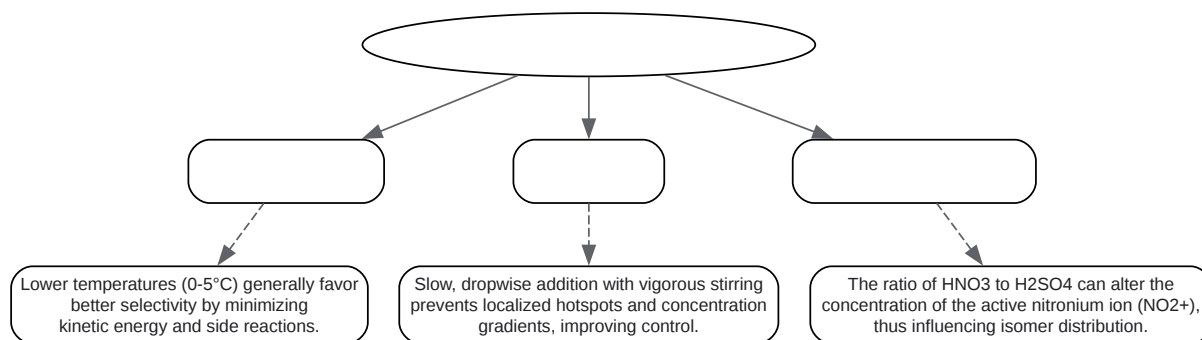 Lower temperatures (0-5°C) generally favor
better selectivity by minimizing
kinetic energy and side reactions.
Slow, dropwise addition with vigorous stirring
prevents localized hotspots and concentration
gradients, improving control.
The ratio of HNO3 to H2SO4 can alter the
concentration of the active nitronium ion (NO2+),
thus influencing isomer distribution.